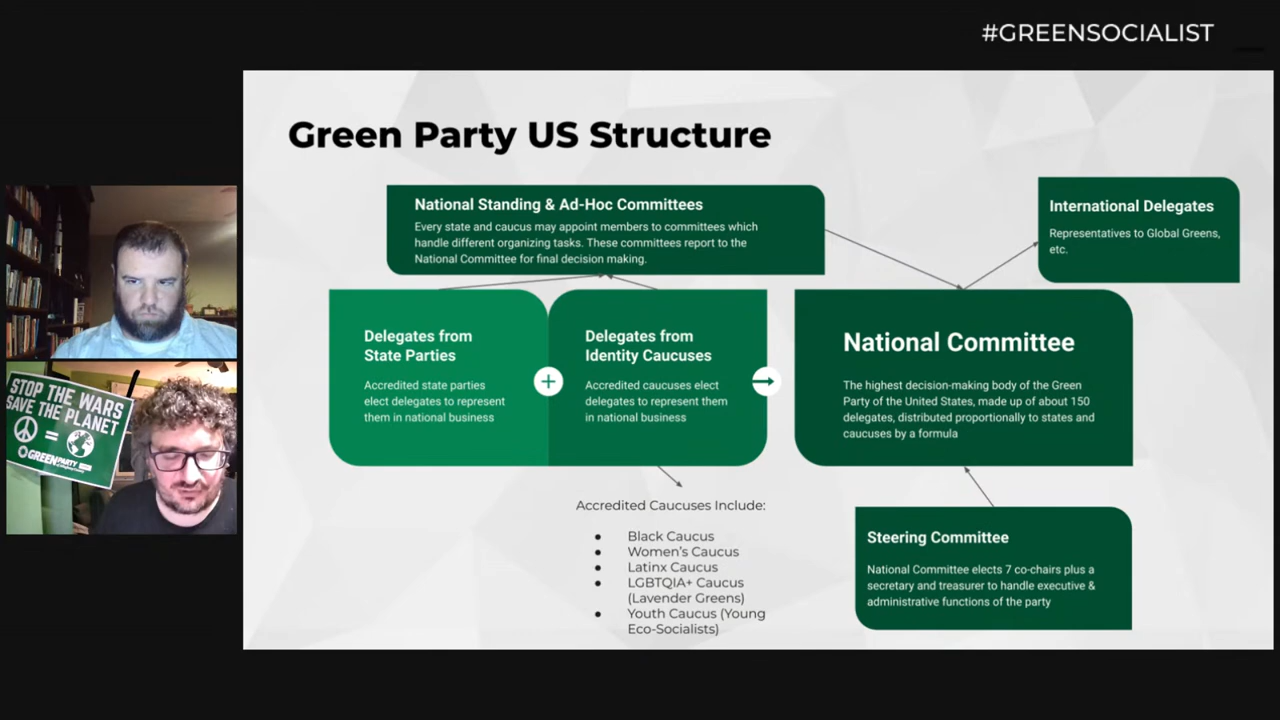 #GREENSOCIALIST
Green Party US Structure
National Standing & Ad-Hoc Committees
Every state and caucus may appoint members to committees which
handle different organizing tasks. These committees report to the
National Committee for final decision making.
International Delegates
Representatives to Global Greens,
etc.
Delegates from
State Parties
Accredited state parties
elect delegates to represent
them in national business
+
Delegates from
Identity Caucuses
Accredited caucuses elect
delegates to represent them
in national business
National Committee
The highest decision-making body of the Green
Party of the United States, made up of about 150
delegates, distributed proportionally to states and
caucuses by a formula
Accredited Caucuses Include:
● Black Caucus
● Women's Caucus
● Latinx Caucus
● LGBTQIA+ Caucus
(Lavender Greens)
● Youth Caucus (Young
Eco-Socialists)
Steering Committee
National Committee elects 7 co-chairs plus a
secretary and treasurer to handle executive &
administrative functions of the party
STOP THE WARS
SAVE THE PLANET
=
GREEN PARTY